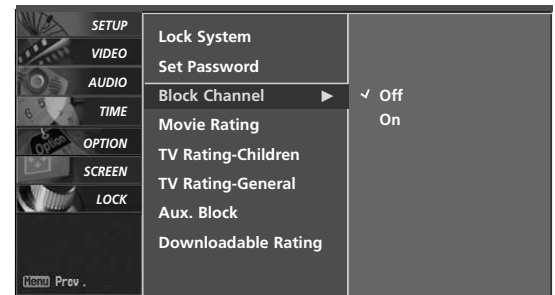 SETUP
VIDEO
AUDIO
TIME
OPTION
SCREEN
LOCK
Menu Prev.
Lock System
Set Password
Block Channel ►
Movie Rating
TV Rating-Children
TV Rating-General
Aux. Block
Downloadable Rating
✓ Off
On
Option